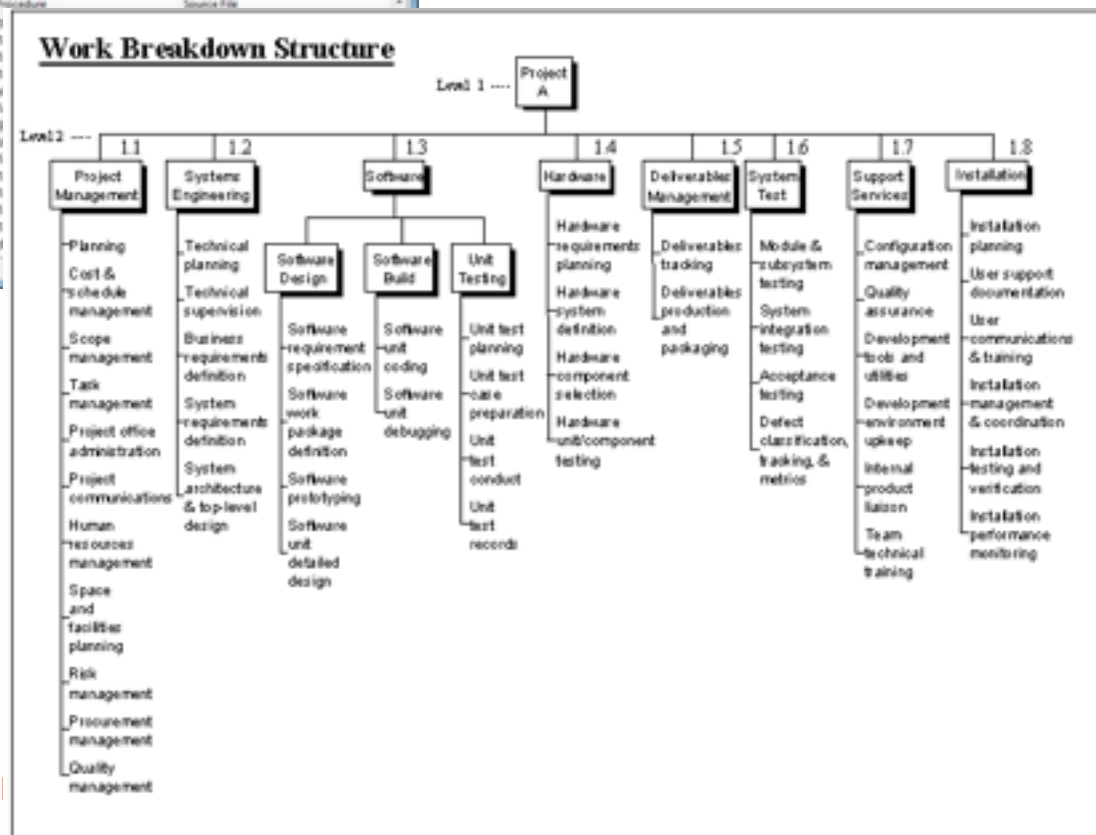 Procedure
Source File
Work Breakdown Structure
Level 1 ----
Project
A
Level 2 ----
1.1
1.2
1.3
1.4
1.5
1.6
1.7
1.8
Project
Management
Planning
Cost &
schedule
management
Scope
management
Task
management
Project office
administration
Project
communications
Human
resources
management
Space
and
facilities
planning
Risk
management
Procurement
management
Quality
management
Systems
Engineering
Technical
planning
Technical
supervision
Business
requirements
definition
System
requirements
definition
System
architecture
& top-level
design
Software
Software
Design
Software
requirement
specification
Software
work
package
definition
Software
prototyping
Software
unit
detailed
design
Software
Build
Software
unit
coding
Software
unit
debugging
Unit
Testing
Unit test
planning
Unit test
case
preparation
Unit
test
conduct
Unit
test
records
Hardware
Hardware
requirements
planning
Hardware
system
definition
Hardware
component
selection
Hardware
unit/component
testing
Deliverables
Management
Deliverables
tracking
Deliverables
production
and
packaging
System
Test
Module &
subsystem
testing
System
integration
testing
Acceptance
testing
Defect
classification,
tracking, &
metrics
Support
Services
Configuration
management
Quality
assurance
Development
tools and
utilities
Development
environment
upkeep
Internal
product
liaison
Team
technical
training
Installation
Installation
planning
User support
documentation
User
communications
& training
Installation
management
& coordination
Installation
testing and
verification
Installation
performance
monitoring